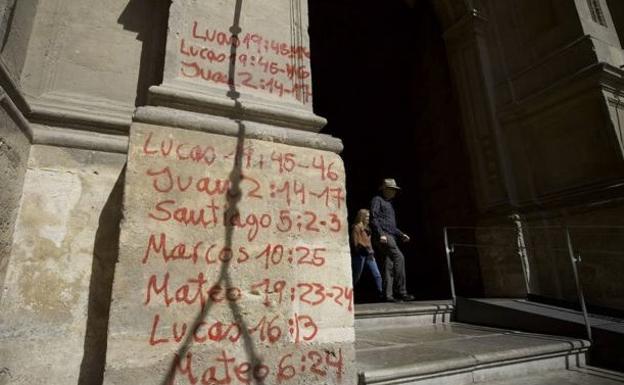 Lucas 19:45-46
Lucas 19:45-46
Juan 2:14-17
Lucas 19:45-46
Juan 2:14-17
Santiago 5:2-3
Marcos 10:25
Mateo 19:23-24
Lucas 16:13
Mateo 6:24